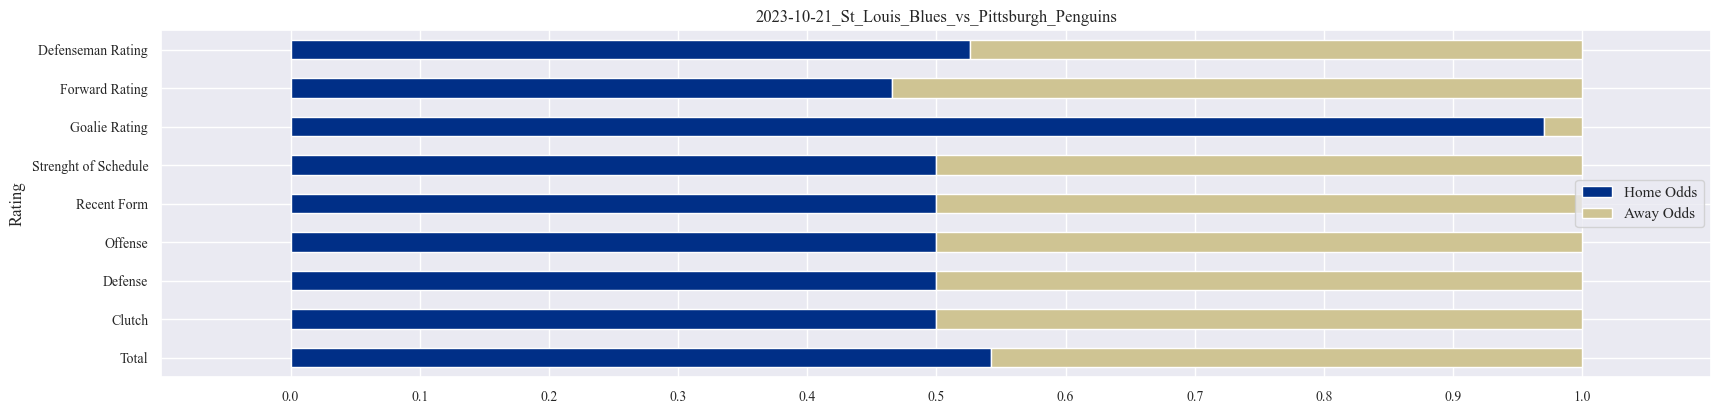 2023-10-21_St_Louis_Blues_vs_Pittsburgh_Penguins
Rating
Defenseman Rating
Forward Rating
Goalie Rating
Strenght of Schedule
Recent Form
Offense
Defense
Clutch
Total
Home Odds
Away Odds
0.0 0.1 0.2 0.3 0.4 0.5 0.6 0.7 0.8 0.9 1.0